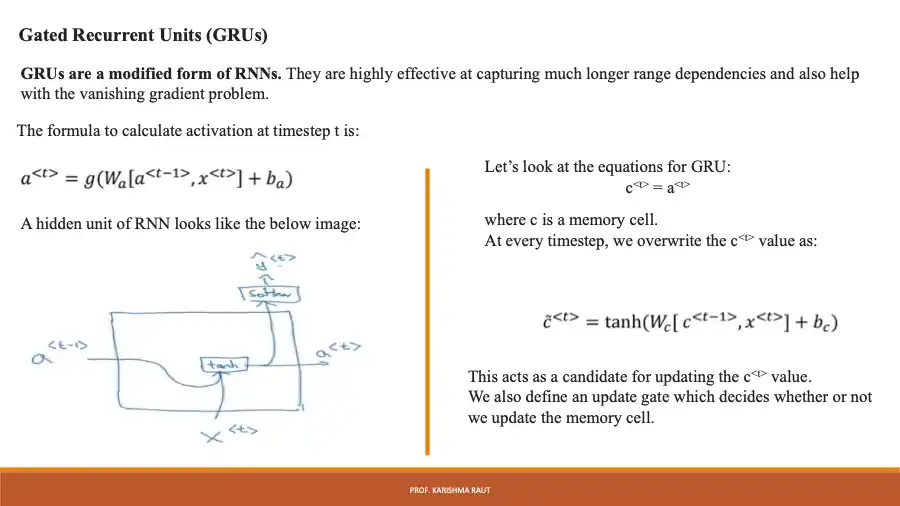 Gated Recurrent Units (GRUs)
GRUs are a modified form of RNNs. They are highly effective at capturing much longer range dependencies and also help
with the vanishing gradient problem.
The formula to calculate activation at timestep t is:
a^{<t>} = g(W_a[a^{<t-1>}, x^{<t>}] + b_a)
A hidden unit of RNN looks like the below image:
ŷ^{<t>}
softmax
a^{<t-1>}
tanh
a^{<t>}
x^{<t>}
Let’s look at the equations for GRU:
c^{<t>} = a^{<t>}
where c is a memory cell.
At every timestep, we overwrite the c^{<t>} value as:
c̃^{<t>} = tanh(W_c[ c^{<t-1>}, x^{<t>}] + b_c)
This acts as a candidate for updating the c^{<t>} value.
We also define an update gate which decides whether or not
we update the memory cell.
PROF. KARISHMA RAUT